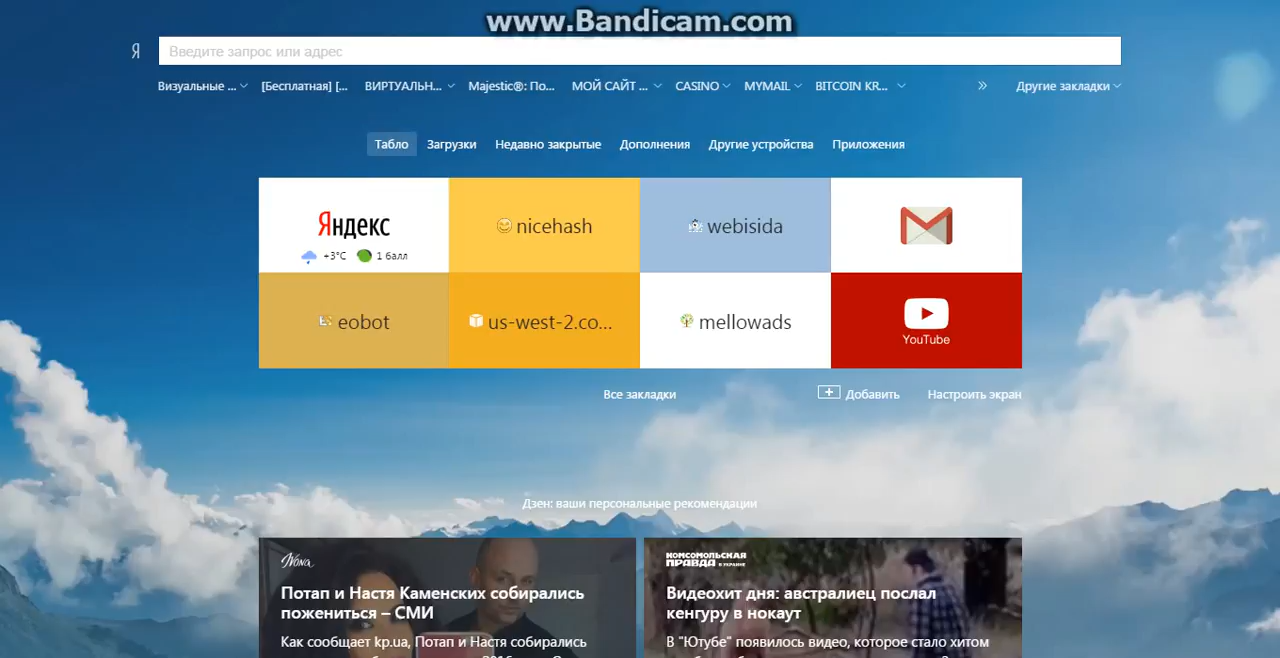 www.Bandicam.com
Я Введите запрос или адрес
Визуальные ... [Бесплатная] [... ВИРТУАЛЬН... Majestic®: По... МОЙ САЙТ ... CASINO MYMAIL BITCOIN KR... » Другие закладки
Табло Загрузки Недавно закрытые Дополнения Другие устройства Приложения
Яндекс
+3°C 1 балл
nicehash
webisida
eobot
us-west-2.co...
mellowads
YouTube
Все закладки Добавить Настроить экран
Дзен: ваши персональные рекомендации
Ivona
Потап и Настя Каменских собирались
пожениться – СМИ
Как сообщает kp.ua, Потап и Настя собирались
КОМСОМОЛЬСКАЯ
ПРАВДА В УКРАИНЕ
Видеохит дня: австралиец послал
кенгуру в нокаут
В "Ютубе" появилось видео, которое стало хитом